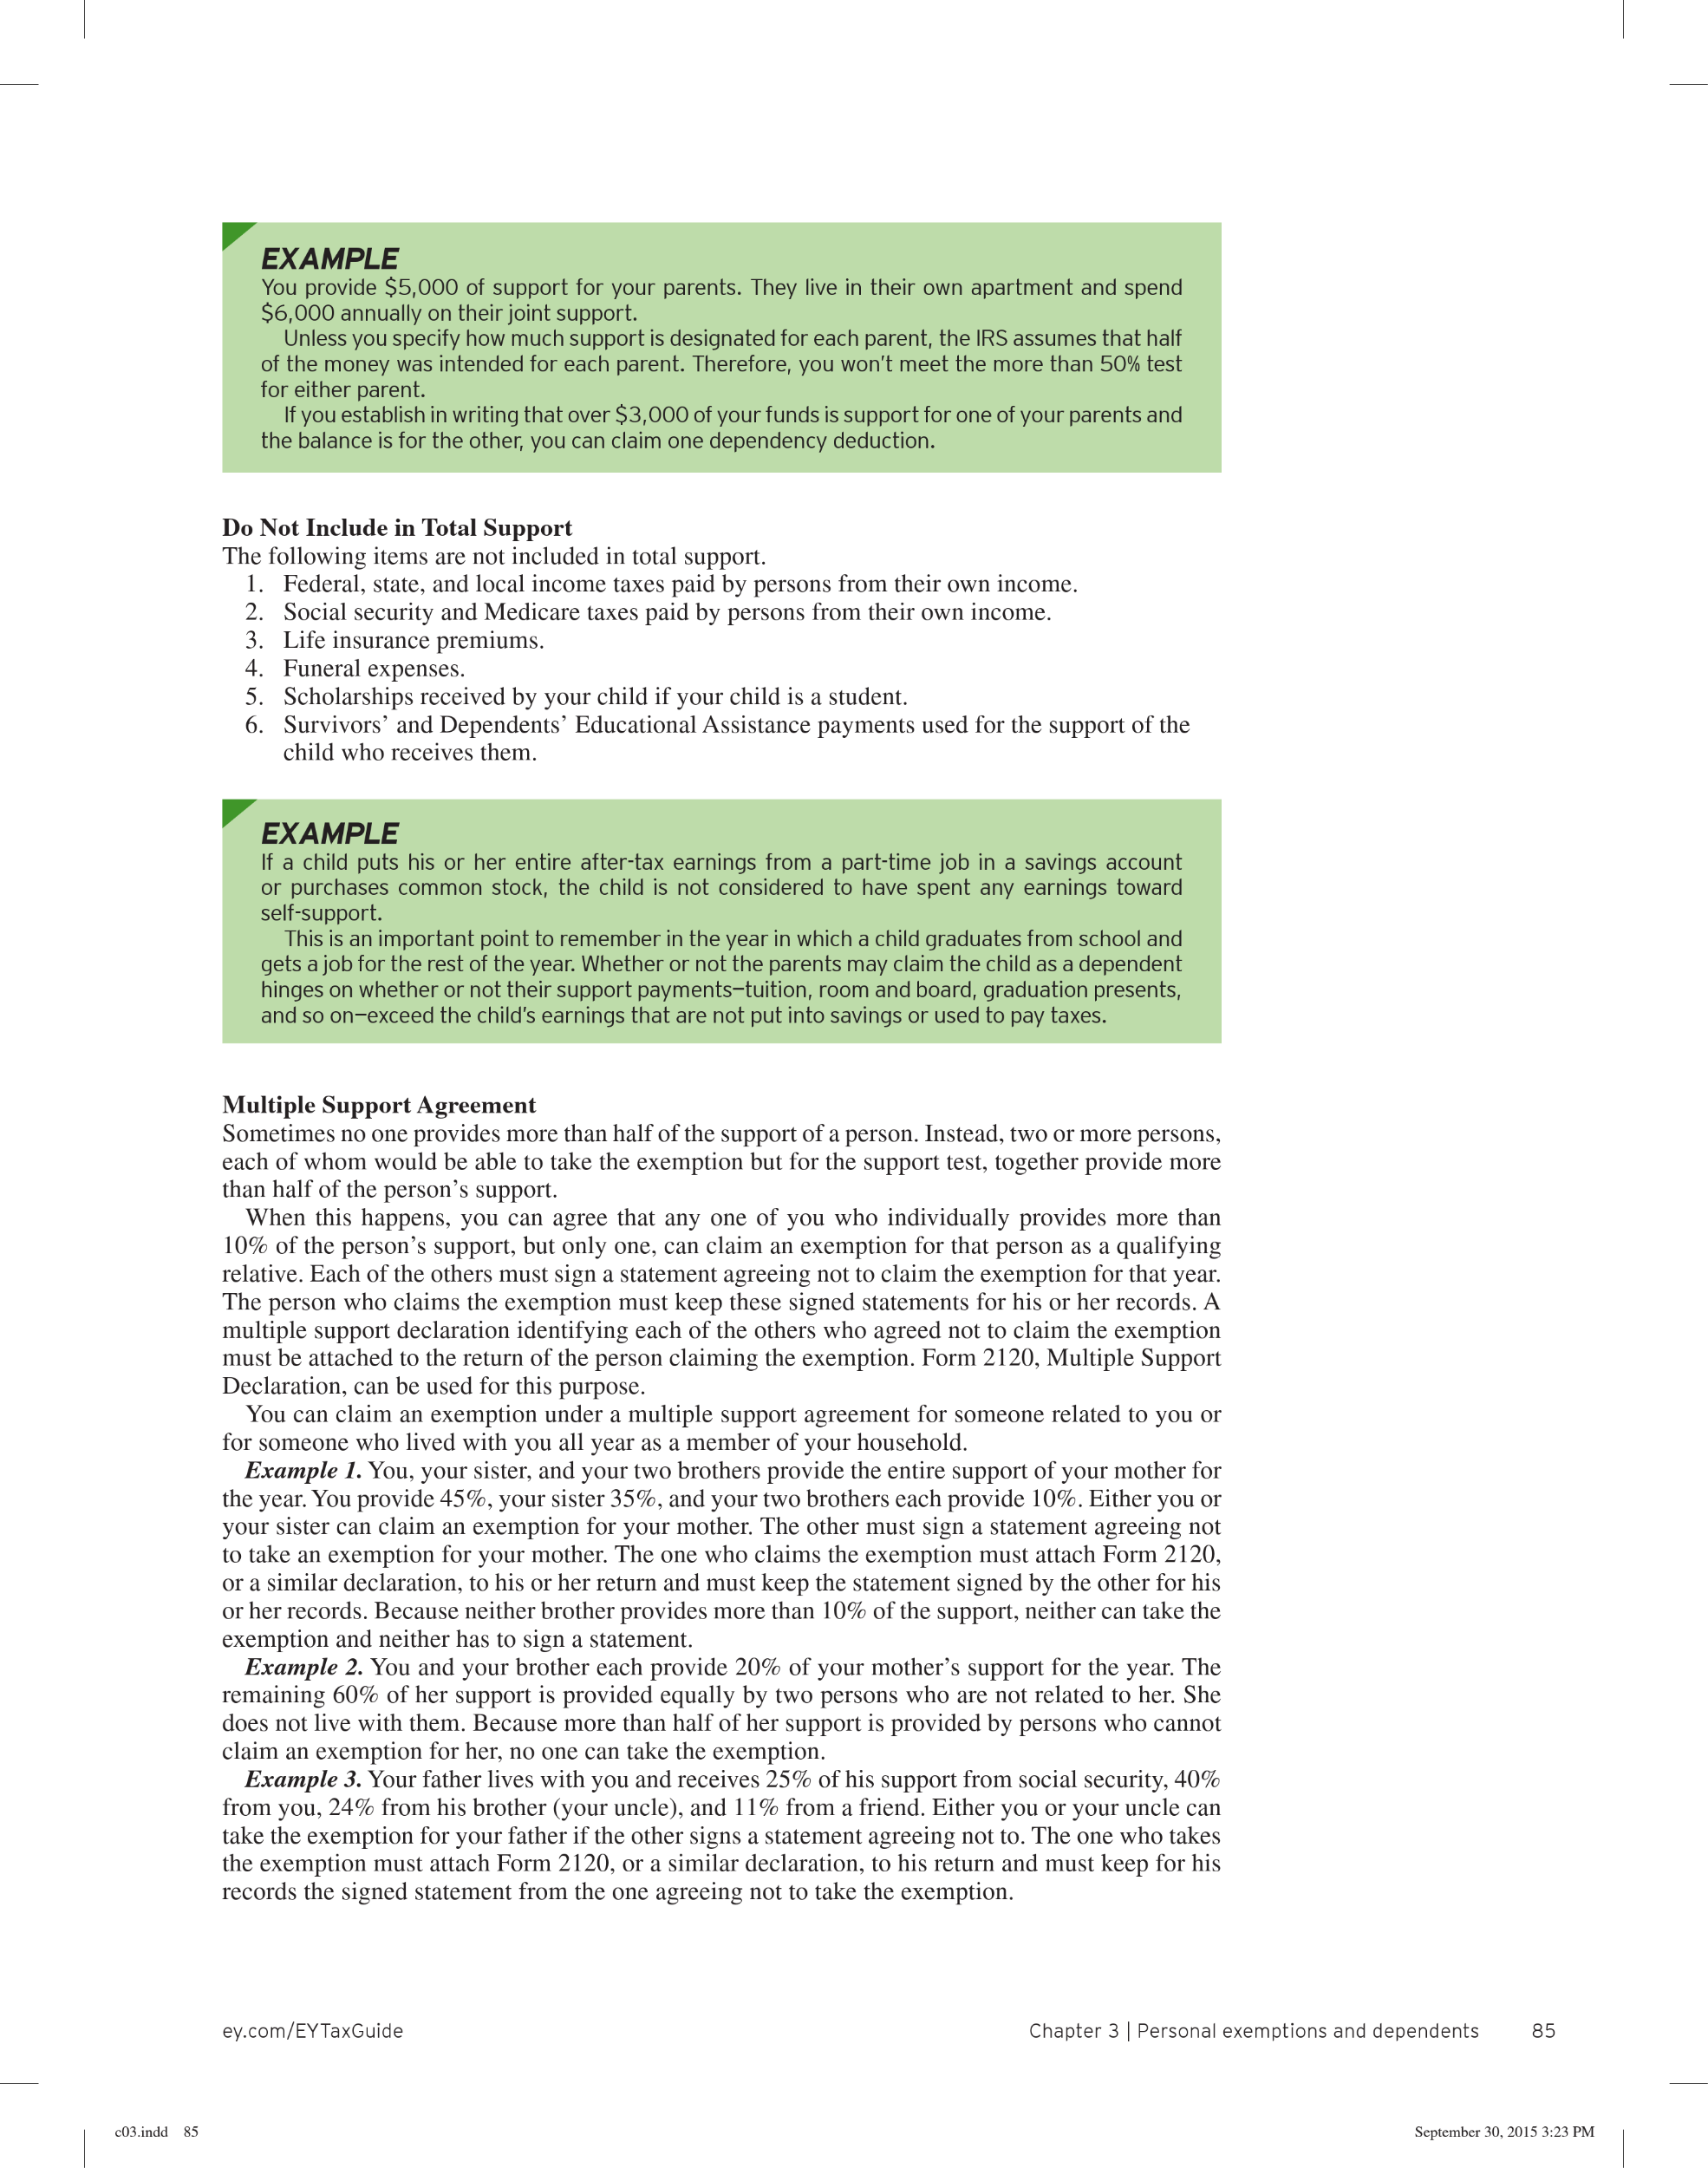 EXAMPLE
You provide $5,000 of support for your parents. They live in their own apartment and spend
$6,000 annually on their joint support.
Unless you specify how much support is designated for each parent, the IRS assumes that half
of the money was intended for each parent. Therefore, you won't meet the more than 50% test
for either parent.
If you establish in writing that over $3,000 of your funds is support for one of your parents and
the balance is for the other, you can claim one dependency deduction.
Do Not Include in Total Support
The following items are not included in total support.
1. Federal, state, and local income taxes paid by persons from their own income.
2. Social security and Medicare taxes paid by persons from their own income.
3. Life insurance premiums.
4. Funeral expenses.
5. Scholarships received by your child if your child is a student.
6. Survivors’ and Dependents’ Educational Assistance payments used for the support of the
child who receives them.
EXAMPLE
If a child puts his or her entire after-tax earnings from a part-time job in a savings account
or purchases common stock, the child is not considered to have spent any earnings toward
self-support.
This is an important point to remember in the year in which a child graduates from school and
gets a job for the rest of the year. Whether or not the parents may claim the child as a dependent
hinges on whether or not their support payments—tuition, room and board, graduation presents,
and so on—exceed the child's earnings that are not put into savings or used to pay taxes.
Multiple Support Agreement
Sometimes no one provides more than half of the support of a person. Instead, two or more persons,
each of whom would be able to take the exemption but for the support test, together provide more
than half of the person’s support.
When this happens, you can agree that any one of you who individually provides more than
10% of the person’s support, but only one, can claim an exemption for that person as a qualifying
relative. Each of the others must sign a statement agreeing not to claim the exemption for that year.
The person who claims the exemption must keep these signed statements for his or her records. A
multiple support declaration identifying each of the others who agreed not to claim the exemption
must be attached to the return of the person claiming the exemption. Form 2120, Multiple Support
Declaration, can be used for this purpose.
You can claim an exemption under a multiple support agreement for someone related to you or
for someone who lived with you all year as a member of your household.
Example 1. You, your sister, and your two brothers provide the entire support of your mother for
the year. You provide 45%, your sister 35%, and your two brothers each provide 10%. Either you or
your sister can claim an exemption for your mother. The other must sign a statement agreeing not
to take an exemption for your mother. The one who claims the exemption must attach Form 2120,
or a similar declaration, to his or her return and must keep the statement signed by the other for his
or her records. Because neither brother provides more than 10% of the support, neither can take the
exemption and neither has to sign a statement.
Example 2. You and your brother each provide 20% of your mother’s support for the year. The
remaining 60% of her support is provided equally by two persons who are not related to her. She
does not live with them. Because more than half of her support is provided by persons who cannot
claim an exemption for her, no one can take the exemption.
Example 3. Your father lives with you and receives 25% of his support from social security, 40%
from you, 24% from his brother (your uncle), and 11% from a friend. Either you or your uncle can
take the exemption for your father if the other signs a statement agreeing not to. The one who takes
the exemption must attach Form 2120, or a similar declaration, to his return and must keep for his
records the signed statement from the one agreeing not to take the exemption.
ey.com/EYTaxGuide Chapter 3 | Personal exemptions and dependents 85
c03.indd 85 September 30, 2015 3:23 PM